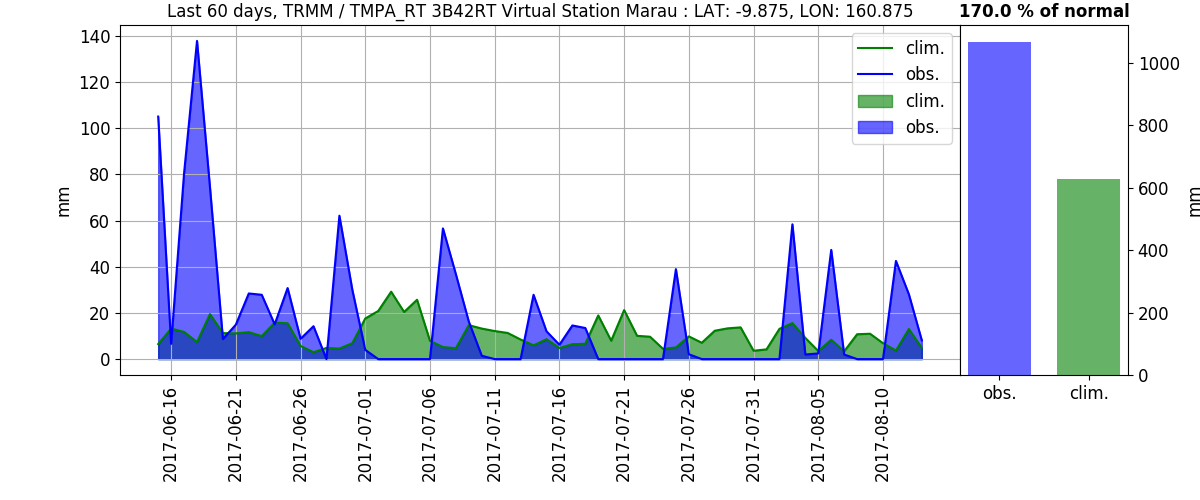 Last 60 days, TRMM / TMPA_RT 3B42RT Virtual Station Marau : LAT: -9.875, LON: 160.875
170.0 % of normal
mm
140
120
100
80
60
40
20
0
clim.
obs.
clim.
obs.
2017-06-16
2017-06-21
2017-06-26
2017-07-01
2017-07-06
2017-07-11
2017-07-16
2017-07-21
2017-07-26
2017-07-31
2017-08-05
2017-08-10
1000
800
600
400
200
0
mm
obs.
clim.